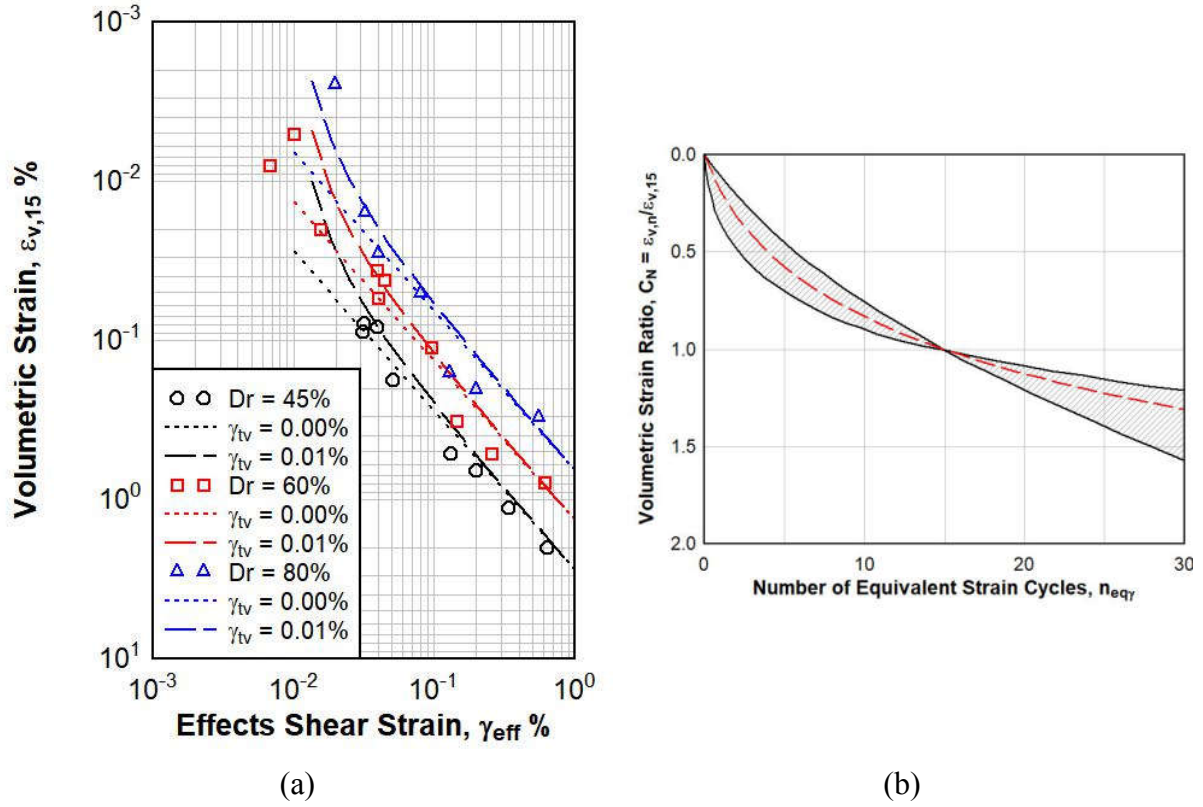 10⁻³
10⁻²
10⁻¹
10⁰
10¹
Volumetric Strain, εv,15 %
Dr = 45%
γtv = 0.00%
γtv = 0.01%
Dr = 60%
γtv = 0.00%
γtv = 0.01%
Dr = 80%
γtv = 0.00%
γtv = 0.01%
10⁻³ 10⁻² 10⁻¹ 10⁰
Effects Shear Strain, γeff %
(a)
Volumetric Strain Ratio, CN = εv,n/εv,15
0.0
0.5
1.0
1.5
2.0
0 10 20 30
Number of Equivalent Strain Cycles, neqγ
(b)